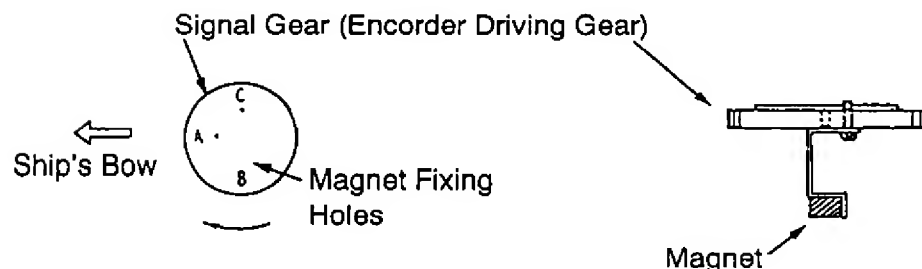 Signal Gear (Encorder Driving Gear)
C
A
Ship's Bow
B
Magnet Fixing
Holes
Magnet